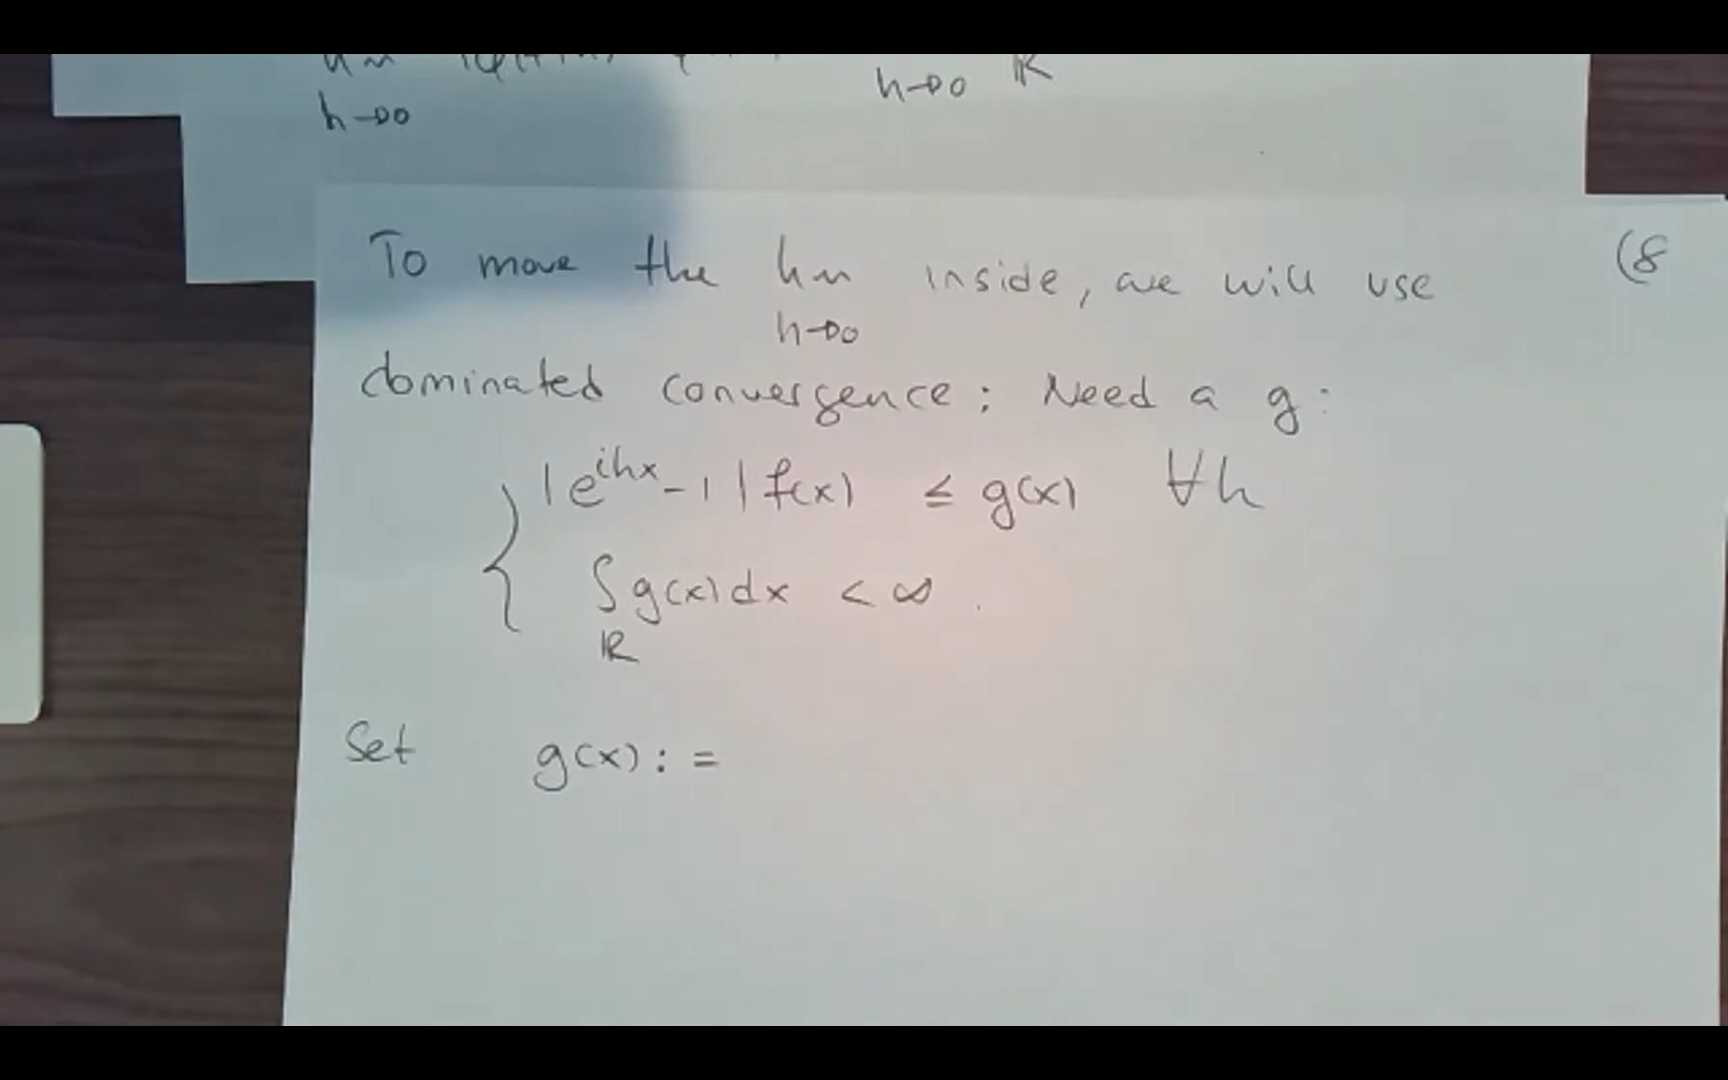 h→0 ℝ
h→0
To move the lim inside, we will use (8
h→0
dominated convergence: Need a g:
|e^{ihx}-1| f(x) ≤ g(x) ∀h
∫g(x)dx < ∞.
ℝ
Set g(x) :=